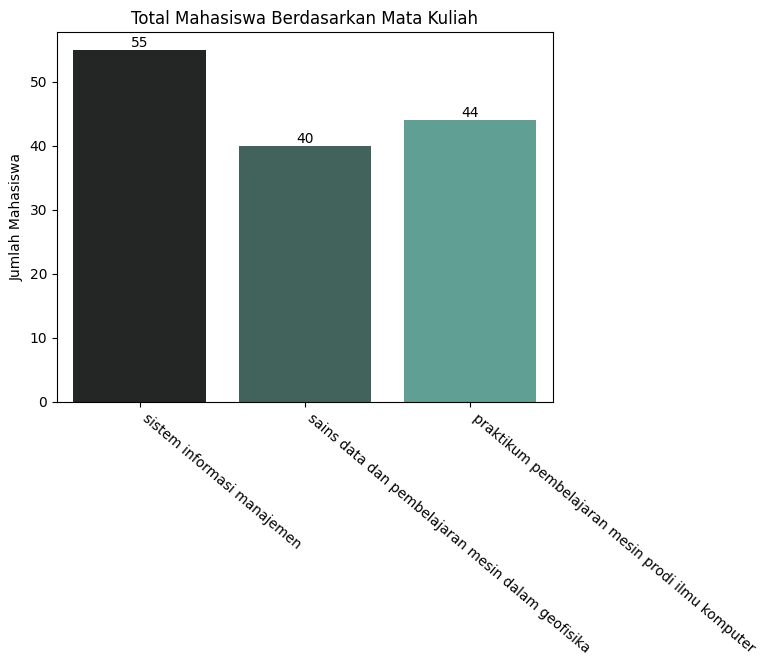 Total Mahasiswa Berdasarkan Mata Kuliah
55
40
44
50
40
30
20
10
0
Jumlah Mahasiswa
sistem informasi manajemen
sains data dan pembelajaran mesin dalam geofisika
praktikum pembelajaran mesin prodi ilmu komputer